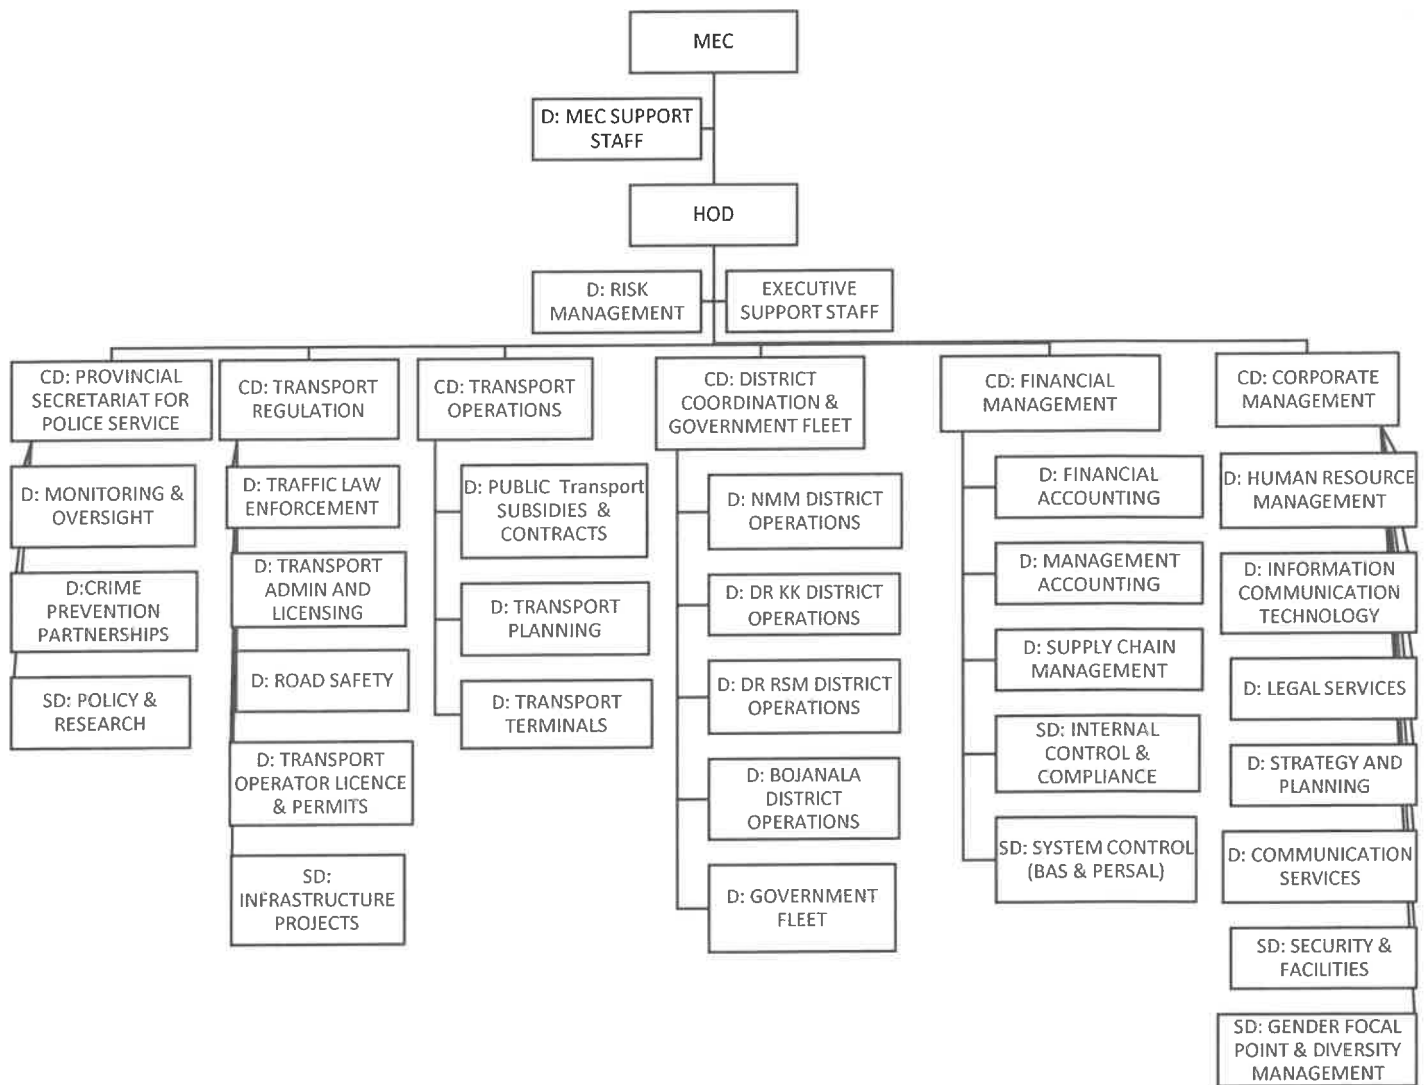 MEC
D: MEC SUPPORT
STAFF
HOD
D: RISK
MANAGEMENT
EXECUTIVE
SUPPORT STAFF
CD: PROVINCIAL
SECRETARIAT FOR
POLICE SERVICE
D: MONITORING &
OVERSIGHT
D:CRIME
PREVENTION
PARTNERSHIPS
SD: POLICY &
RESEARCH
CD: TRANSPORT
REGULATION
D: TRAFFIC LAW
ENFORCEMENT
D: TRANSPORT
ADMIN AND
LICENSING
D: ROAD SAFETY
D: TRANSPORT
OPERATOR LICENCE
& PERMITS
SD:
INFRASTRUCTURE
PROJECTS
CD: TRANSPORT
OPERATIONS
D: PUBLIC Transport
SUBSIDIES &
CONTRACTS
D: TRANSPORT
PLANNING
D: TRANSPORT
TERMINALS
CD: DISTRICT
COORDINATION &
GOVERNMENT FLEET
D: NMM DISTRICT
OPERATIONS
D: DR KK DISTRICT
OPERATIONS
D: DR RSM DISTRICT
OPERATIONS
D: BOJANALA
DISTRICT
OPERATIONS
D: GOVERNMENT
FLEET
CD: FINANCIAL
MANAGEMENT
D: FINANCIAL
ACCOUNTING
D: MANAGEMENT
ACCOUNTING
D: SUPPLY CHAIN
MANAGEMENT
SD: INTERNAL
CONTROL &
COMPLIANCE
SD: SYSTEM CONTROL
(BAS & PERSAL)
CD: CORPORATE
MANAGEMENT
D: HUMAN RESOURCE
MANAGEMENT
D: INFORMATION
COMMUNICATION
TECHNOLOGY
D: LEGAL SERVICES
D: STRATEGY AND
PLANNING
D: COMMUNICATION
SERVICES
SD: SECURITY &
FACILITIES
SD: GENDER FOCAL
POINT & DIVERSITY
MANAGEMENT